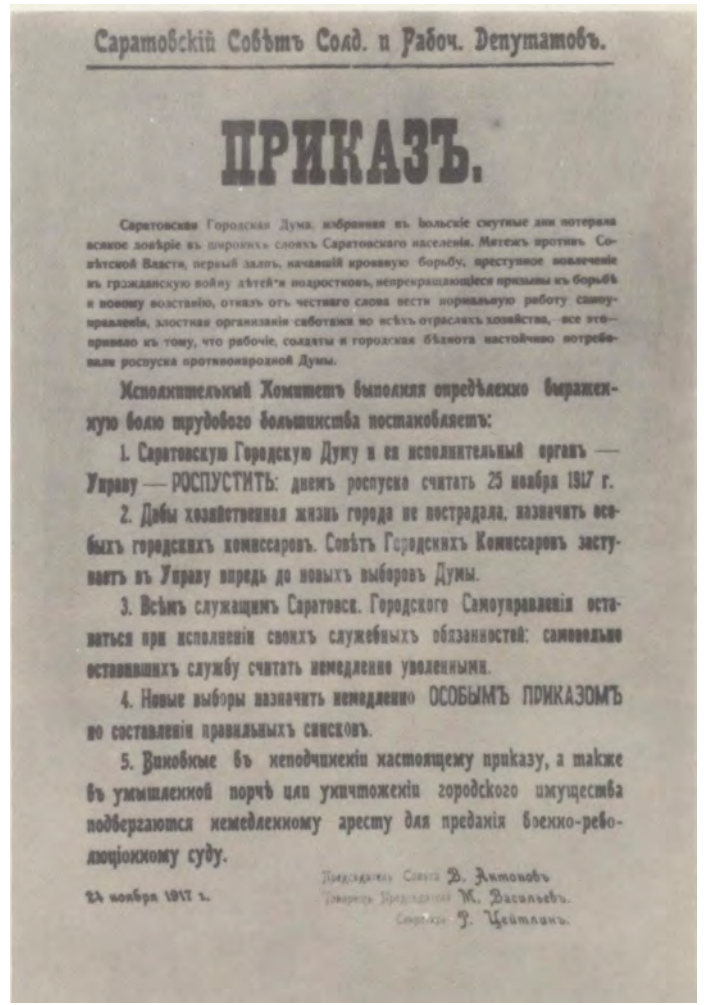 Саратовскій Совѣтъ Солд. и Рабоч. Депутатовъ.
ПРИКАЗЪ.
Саратовская Городская Дума, избранная въ іюльскіе смутные дни потеряла
всякое довѣріе въ широкихъ слояхъ Саратовскаго населенія. Мятежъ противъ Со-
вѣтской Власти, первый залпъ, начавшій кровавую борьбу, преступное вовлеченіе
въ гражданскую войну дѣтей и подростковъ, непрекращающіеся призывы къ борьбѣ
и новому возстанію, отказъ отъ честнаго слова вести нормальную работу самоу-
правленія, злостная организація саботажа во всѣхъ отрасляхъ хозяйства, все это—
привело къ тому, что рабочіе, солдаты и городская бѣднота настойчиво потребо-
вали роспуска противонародной Думы.
Исполнительный Комитетъ выполняя опредѣленно выражен-
ную волю трудового большинства постановляетъ:
1. Саратовскую Городскую Думу и ея исполнительный органъ —
Управу — РОСПУСТИТЬ: днемъ роспуска считать 25 ноября 1917 г.
2. Дабы хозяйственная жизнь города не пострадала, назначить осо-
быхъ городскихъ комиссаровъ. Совѣтъ Городскихъ Комиссаровъ засту-
паетъ въ Управу впредь до новыхъ выборовъ Думы.
3. Всѣмъ служащимъ Саратовск. Городского Самоуправленія оста-
ваться при исполненіи своихъ служебныхъ обязанностей: самовольно
оставившихъ службу считать немедленно уволенными.
4. Новые выборы назначить немедленно ОСОБЫМЪ ПРИКАЗОМЪ
по составленіи правильныхъ списковъ.
5. Виновные въ неподчиненіи настоящему приказу, а также
въ умышленной порчѣ или уничтоженіи городского имущества
подвергаются немедленному аресту для преданія военно-рево-
люціонному суду.
Предсѣдатель Совѣта В. Антоновъ
24 ноября 1917 г.
Товарищъ Предсѣдателя М. Васильевъ.
Секретарь Р. Цейтлинъ.